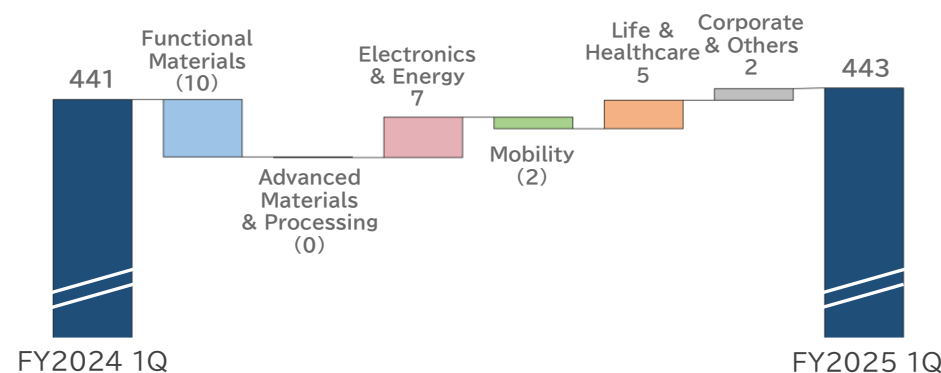 441
Functional
Materials
(10)
Advanced
Materials
& Processing
(0)
Electronics
& Energy
7
Mobility
(2)
Life &
Healthcare
5
Corporate
& Others
2
443
FY2024 1Q
FY2025 1Q